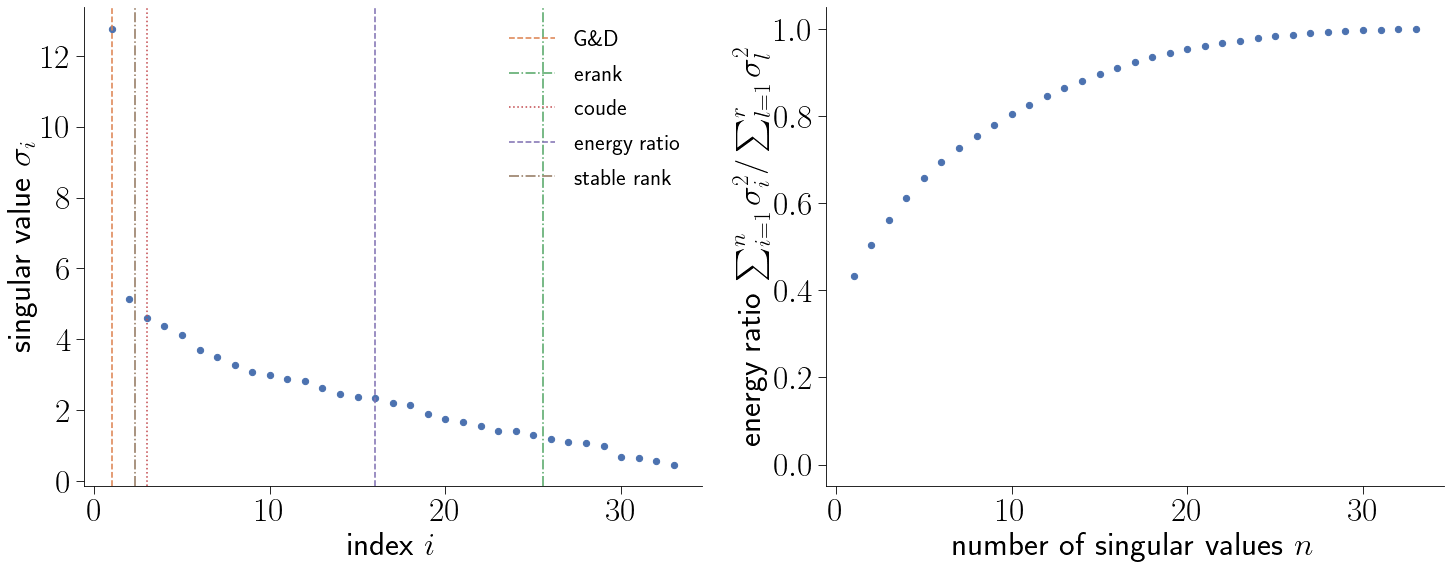 12
10
8
6
4
2
0
singular value σ_i
0 10 20 30
index i
G&D
erank
coude
energy ratio
stable rank
1.0
0.8
0.6
0.4
0.2
0.0
energy ratio ∑_{i=1}^{n} σ_i^2 / ∑_{l=1}^{r} σ_l^2
0 10 20 30
number of singular values n